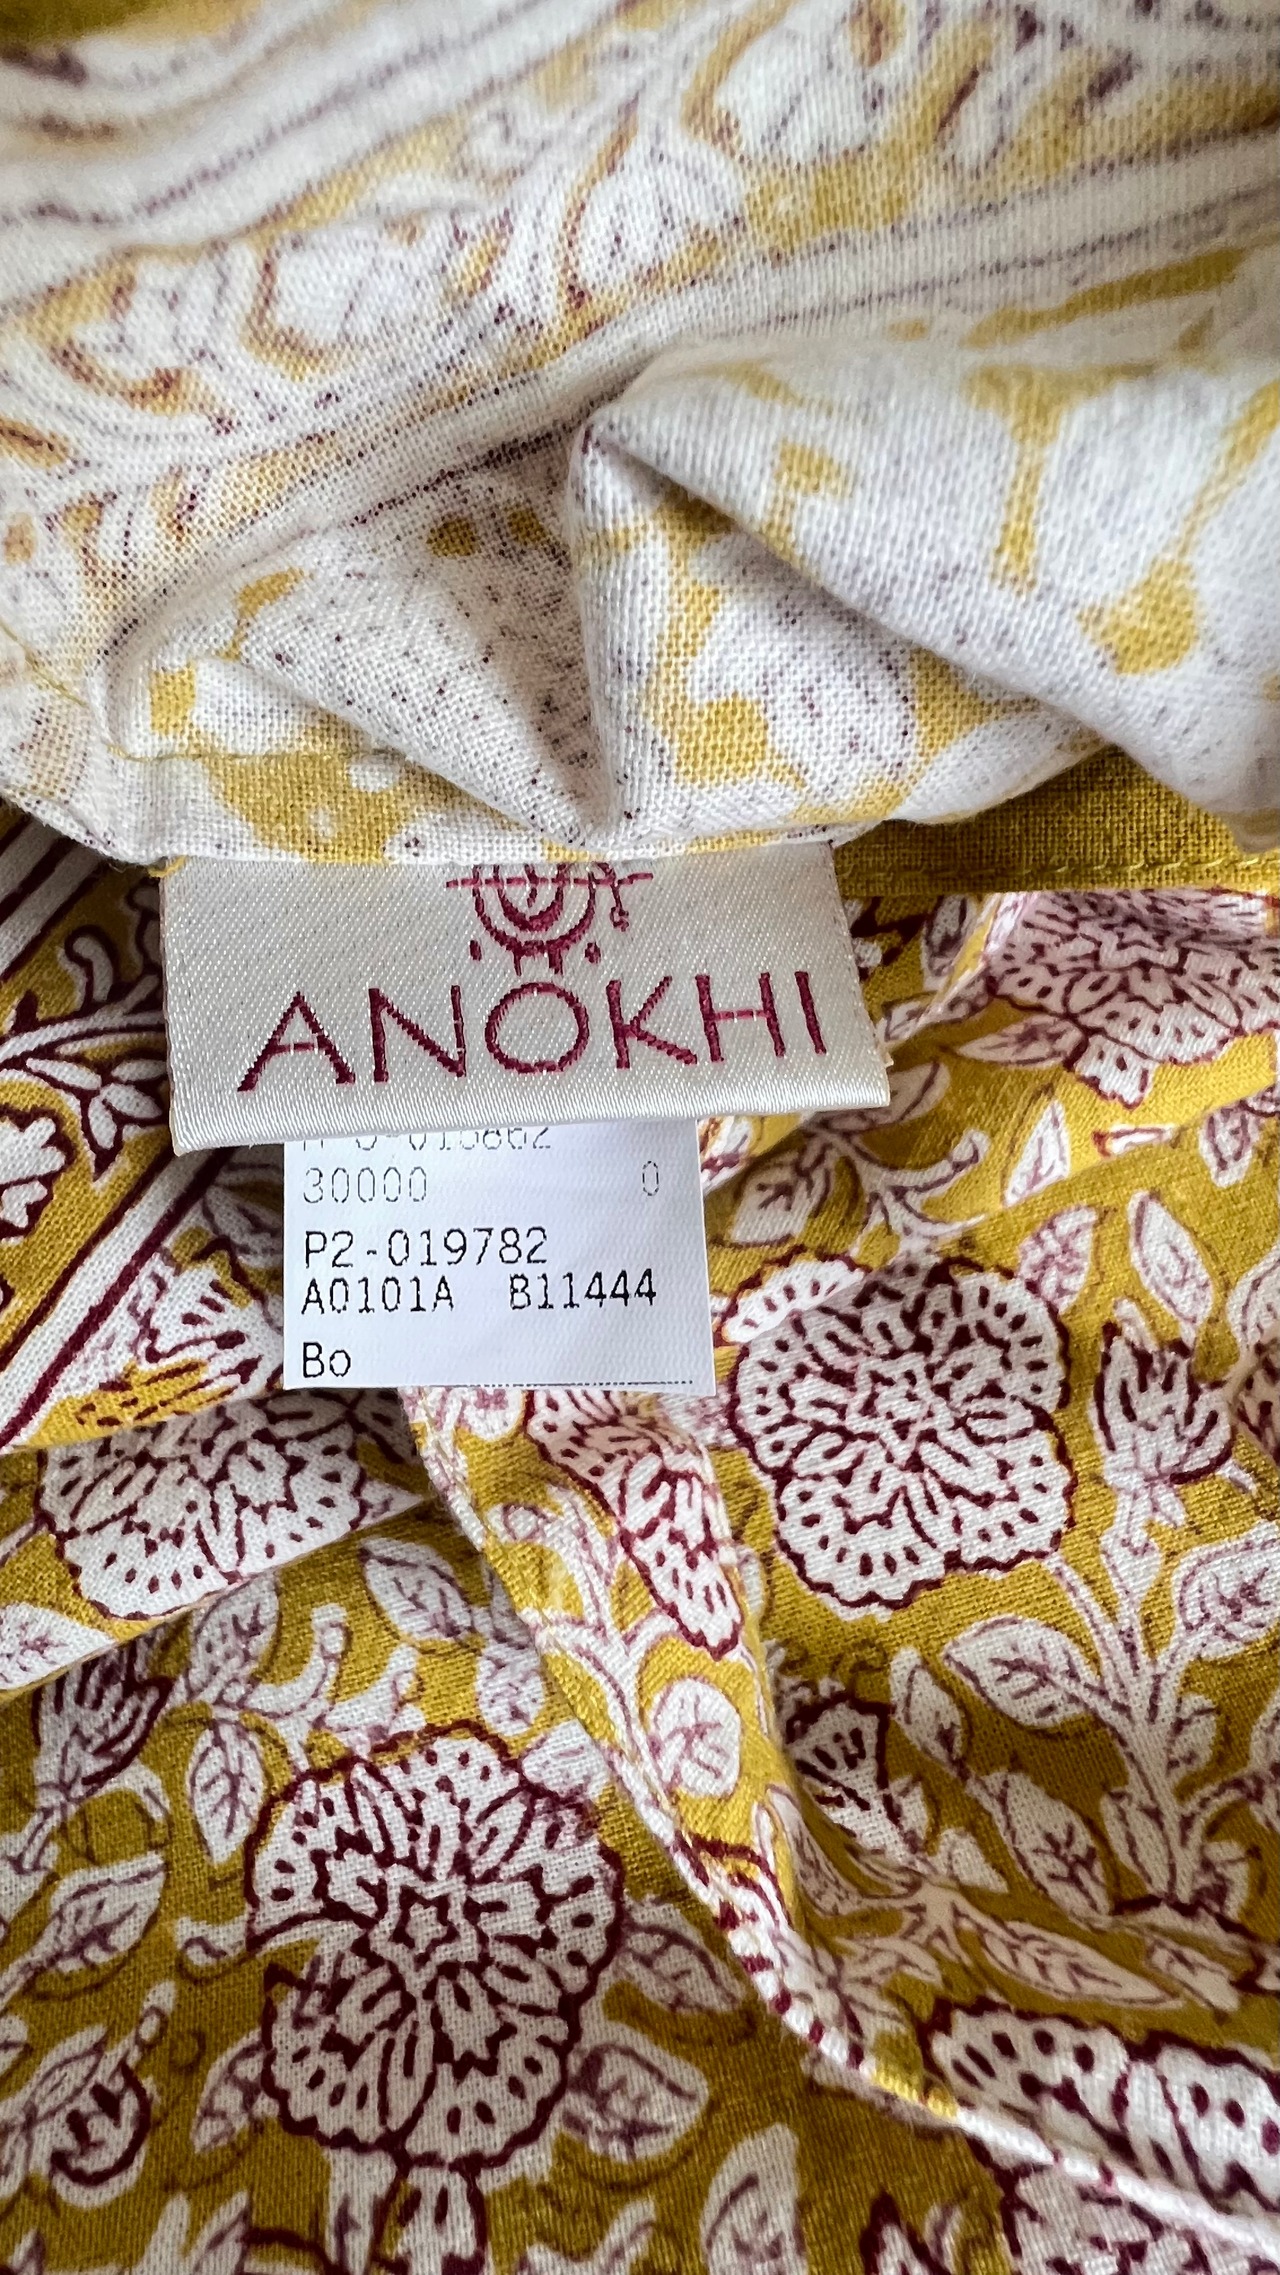 ANOKHI
30000 0
P2-019782
A0101A B11444
Bo